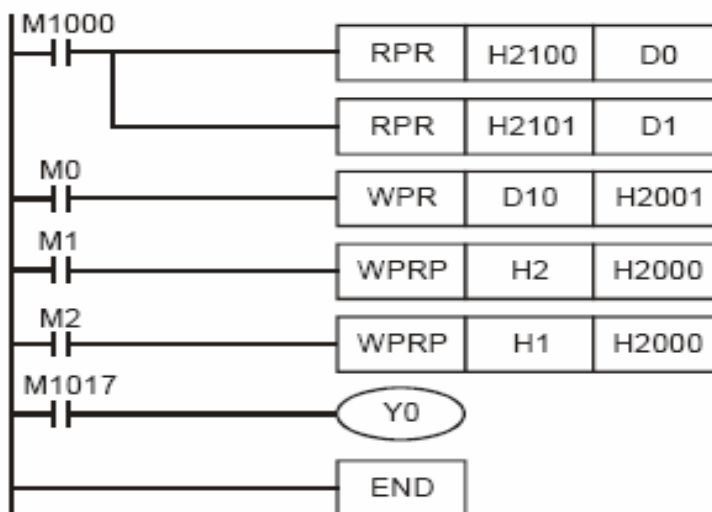 M1000
RPR H2100 D0
RPR H2101 D1
M0
WPR D10 H2001
M1
WPRP H2 H2000
M2
WPRP H1 H2000
M1017
Y0
END